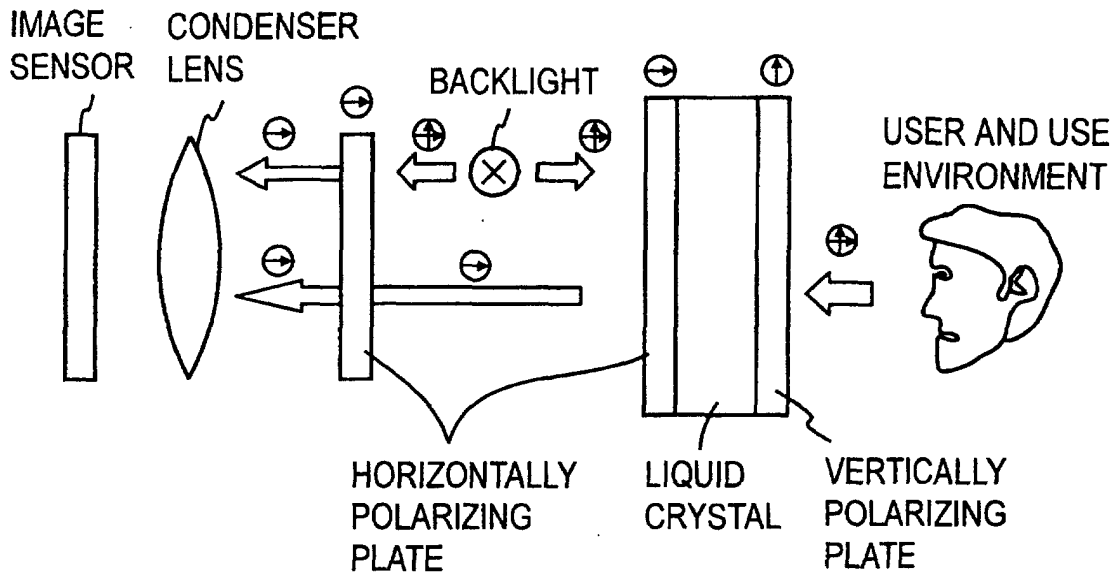 IMAGE
SENSOR
CONDENSER
LENS
BACKLIGHT
USER AND USE
ENVIRONMENT
HORIZONTALLY
POLARIZING
PLATE
LIQUID
CRYSTAL
VERTICALLY
POLARIZING
PLATE